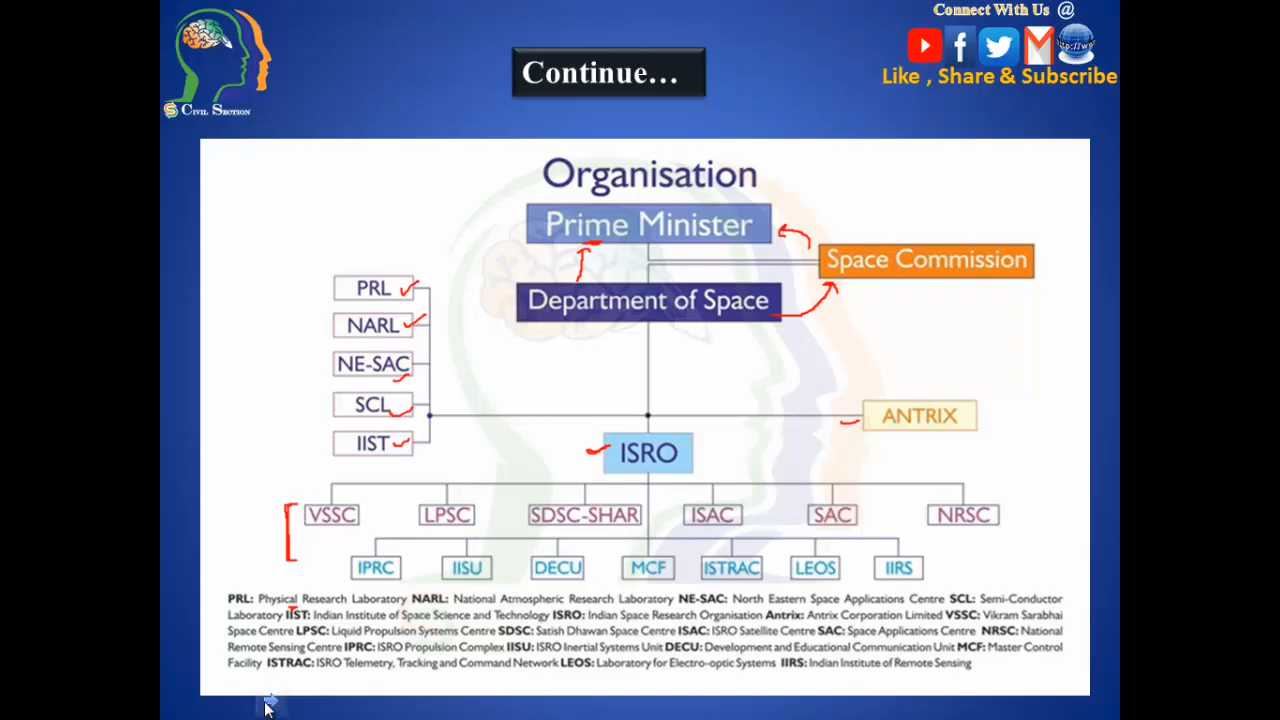 Connect With Us @
http://www
Like , Share & Subscribe
S CIVIL SECTION
Continue...
Organisation
Prime Minister
Space Commission
Department of Space
PRL
NARL
NE-SAC
SCL
IIST
ANTRIX
ISRO
VSSC LPSC SDSC-SHAR ISAC SAC NRSC
IPRC IISU DECU MCF ISTRAC LEOS IIRS
PRL: Physical Research Laboratory NARL: National Atmospheric Research Laboratory NE-SAC: North Eastern Space Applications Centre SCL: Semi-Conductor
Laboratory IIST: Indian Institute of Space Science and Technology ISRO: Indian Space Research Organisation Antrix: Antrix Corporation Limited VSSC: Vikram Sarabhai
Space Centre LPSC: Liquid Propulsion Systems Centre SDSC: Satish Dhawan Space Centre ISAC: ISRO Satellite Centre SAC: Space Applications Centre NRSC: National
Remote Sensing Centre IPRC: ISRO Propulsion Complex IISU: ISRO Inertial Systems Unit DECU: Development and Educational Communication Unit MCF: Master Control
Facility ISTRAC: ISRO Telemetry, Tracking and Command Network LEOS: Laboratory for Electro-optic Systems IIRS: Indian Institute of Remote Sensing